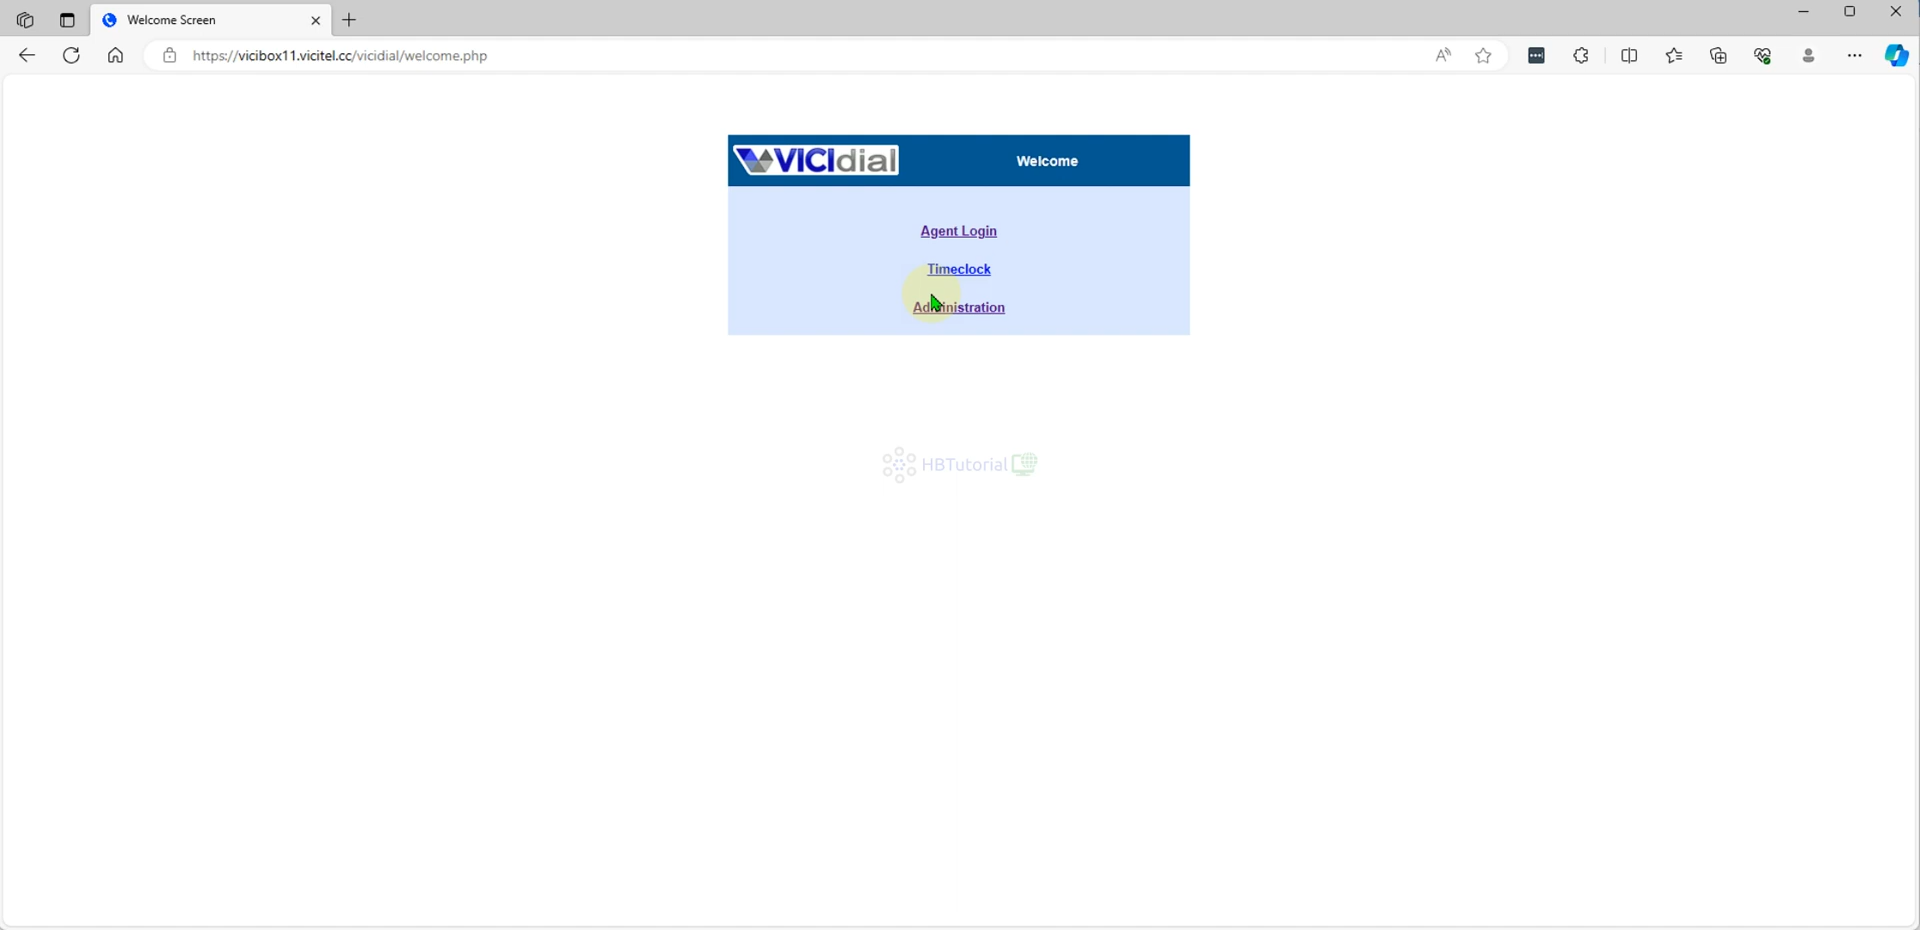 Welcome Screen
https://vicibox11.vicitel.cc/vicidial/welcome.php
VICIdial
Welcome
Agent Login
Timeclock
Administration
HBTutorial